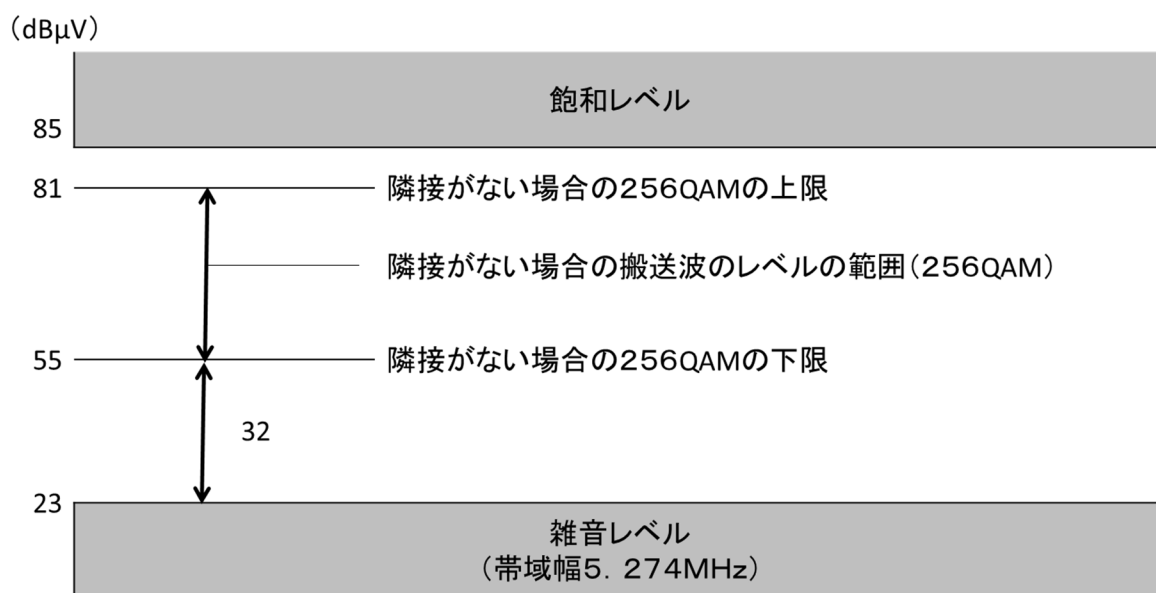 （dBμV）
飽和レベル
85
81
隣接がない場合の２５６QAMの上限
隣接がない場合の搬送波のレベルの範囲（２５６QAM）
55
隣接がない場合の２５６QAMの下限
32
23
雑音レベル
（帯域幅５．２７４MHz）